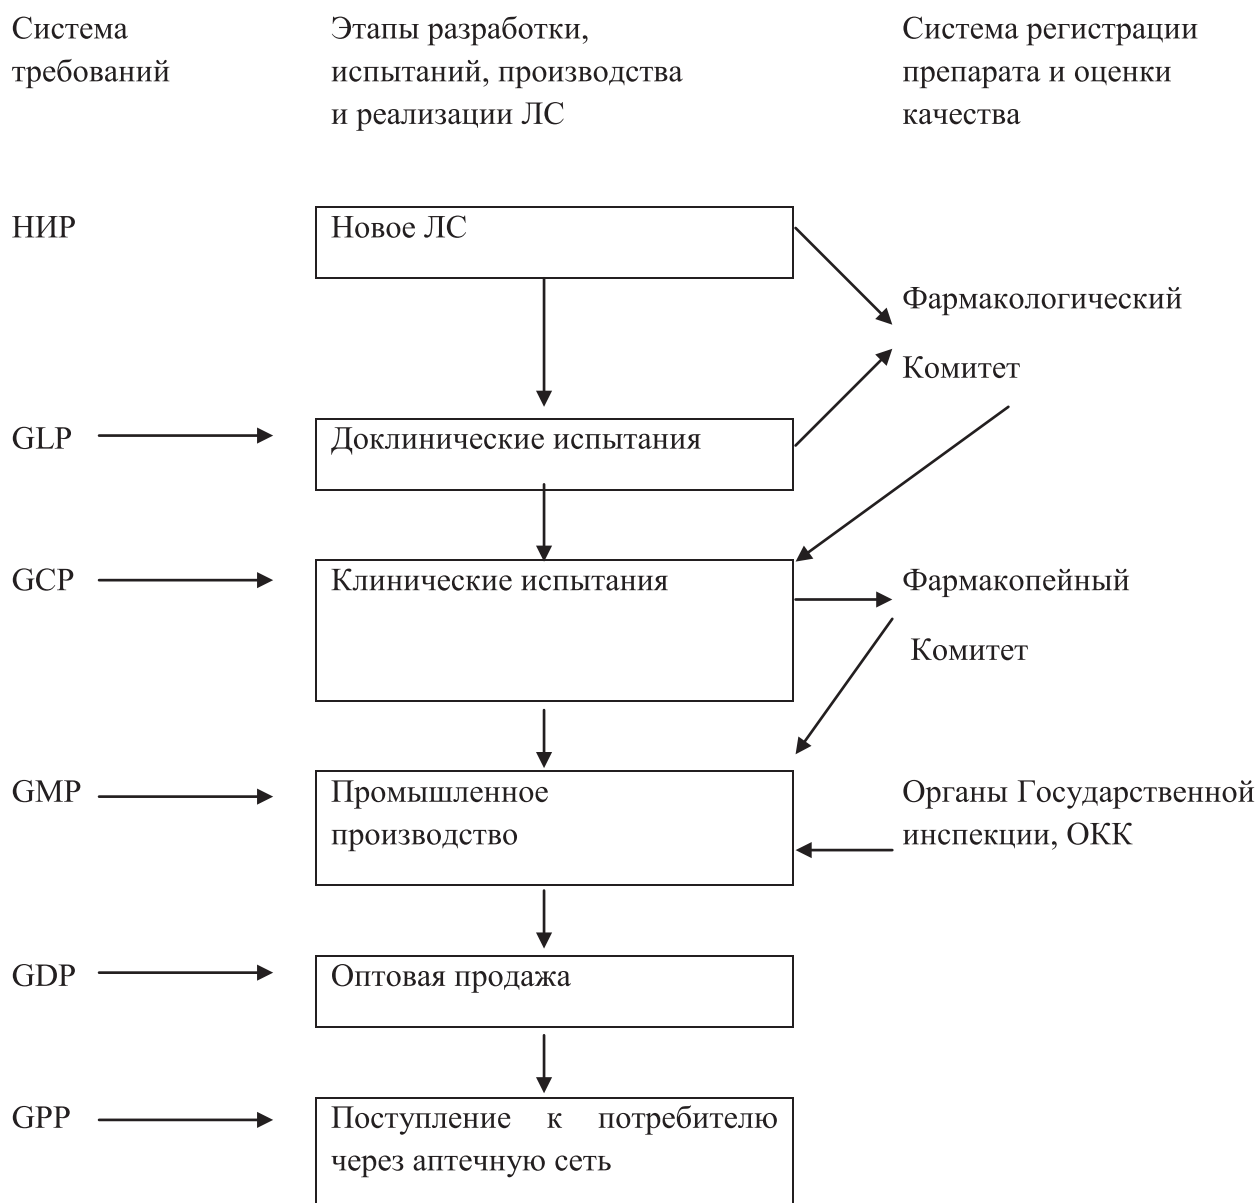 Система
требований
Этапы разработки,
испытаний, производства
и реализации ЛС
Система регистрации
препарата и оценки
качества
НИР
Новое ЛС
Фармакологический
Комитет
GLP
Доклинические испытания
GCP
Клинические испытания
Фармакопейный
Комитет
GMP
Промышленное
производство
Органы Государственной
инспекции, ОКК
GDP
Оптовая продажа
GPP
Поступление к потребителю
через аптечную сеть